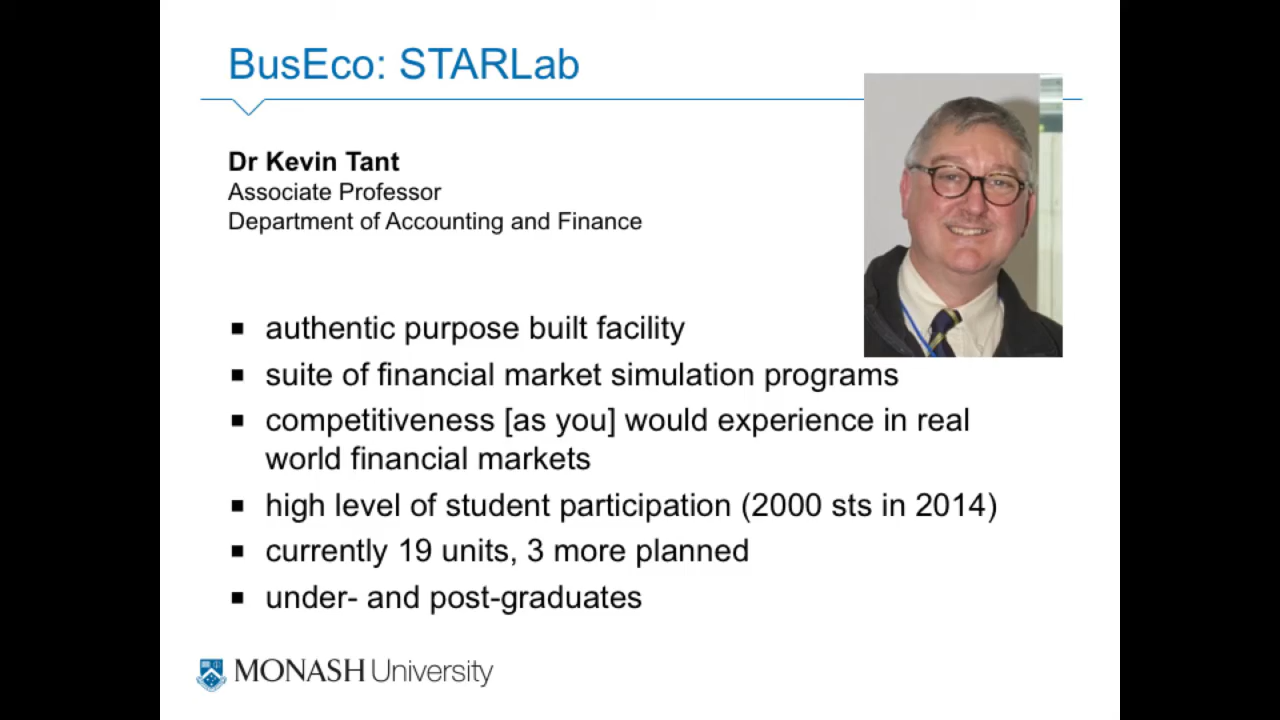 BusEco: STARLab
Dr Kevin Tant
Associate Professor
Department of Accounting and Finance
▪ authentic purpose built facility
▪ suite of financial market simulation programs
▪ competitiveness [as you] would experience in real
world financial markets
▪ high level of student participation (2000 sts in 2014)
▪ currently 19 units, 3 more planned
▪ under- and post-graduates
MONASH University